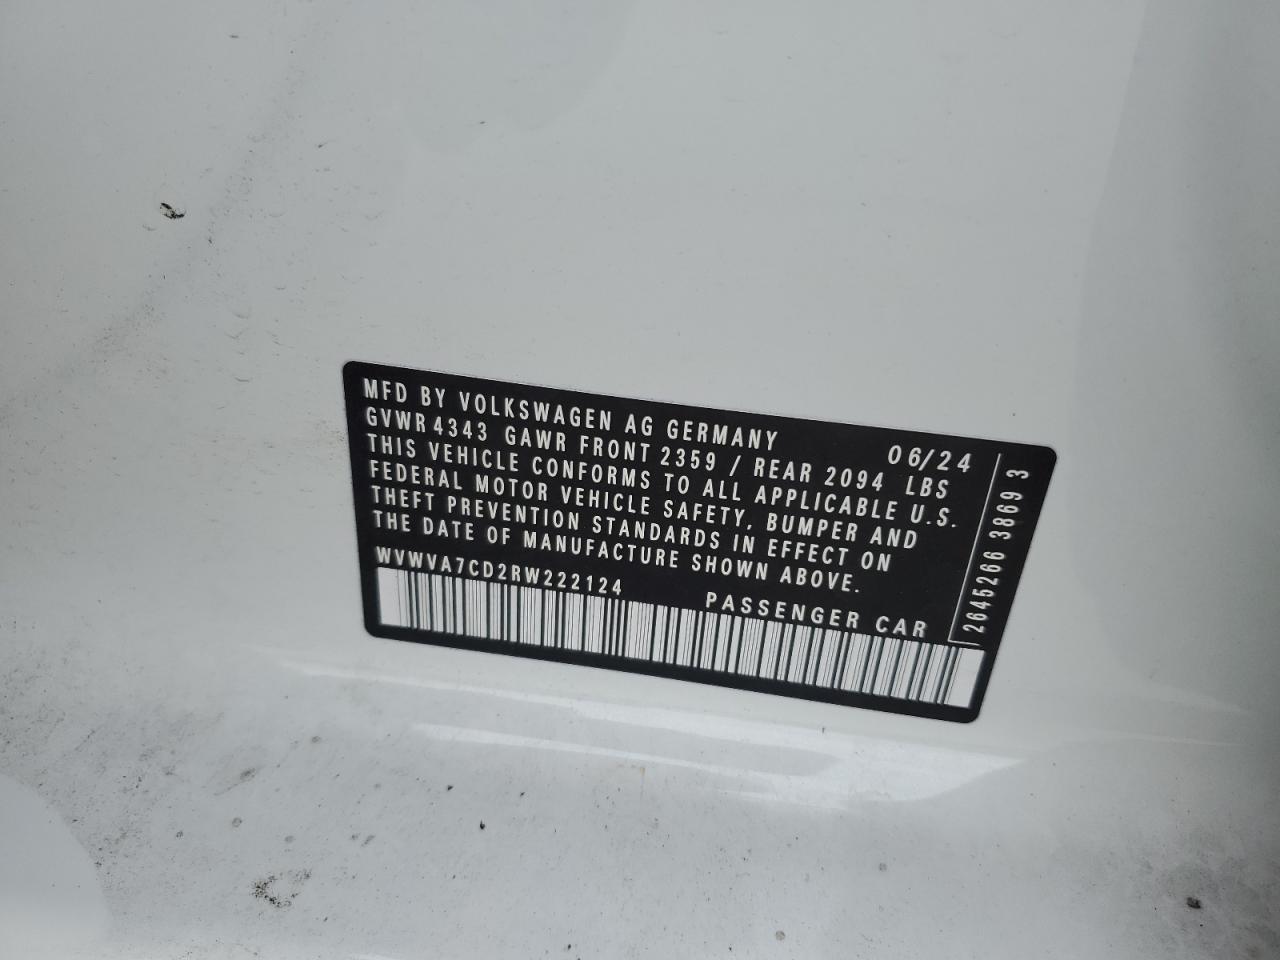 MFD BY VOLKSWAGEN AG GERMANY 06/24
GVWR 4343 GAWR FRONT 2359 / REAR 2094 LBS
THIS VEHICLE CONFORMS TO ALL APPLICABLE U.S.
FEDERAL MOTOR VEHICLE SAFETY, BUMPER AND
THEFT PREVENTION STANDARDS IN EFFECT ON
THE DATE OF MANUFACTURE SHOWN ABOVE.
WVWVA7CD2RW222124 PASSENGER CAR
2645266 3869 3